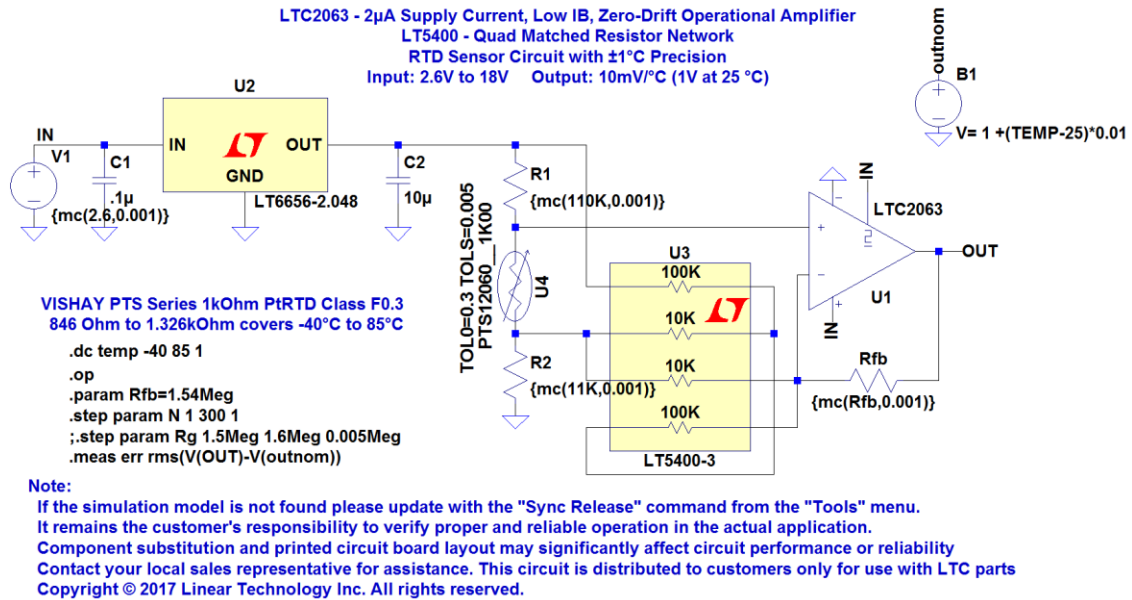 LTC2063 - 2µA Supply Current, Low IB, Zero-Drift Operational Amplifier
LT5400 - Quad Matched Resistor Network
RTD Sensor Circuit with ±1°C Precision
Input: 2.6V to 18V Output: 10mV/°C (1V at 25 °C)
outnom
B1
V= 1 +(TEMP-25)*0.01
U2
IN
V1
C1
.1µ
{mc(2.6,0.001)}
IN
OUT
GND
LT6656-2.048
C2
10µ
R1
{mc(110K,0.001)}
TOL0=0.3 TOLS=0.005
PTS12060__1K00
U4
R2
{mc(11K,0.001)}
U3
100K
10K
10K
100K
LT5400-3
IN
LTC2063
OUT
U1
IN
Rfb
{mc(Rfb,0.001)}
VISHAY PTS Series 1kOhm PtRTD Class F0.3
846 Ohm to 1.326kOhm covers -40°C to 85°C
.dc temp -40 85 1
.op
.param Rfb=1.54Meg
.step param N 1 300 1
;.step param Rg 1.5Meg 1.6Meg 0.005Meg
.meas err rms(V(OUT)-V(outnom))
Note:
If the simulation model is not found please update with the "Sync Release" command from the "Tools" menu.
It remains the customer's responsibility to verify proper and reliable operation in the actual application.
Component substitution and printed circuit board layout may significantly affect circuit performance or reliability
Contact your local sales representative for assistance. This circuit is distributed to customers only for use with LTC parts
Copyright © 2017 Linear Technology Inc. All rights reserved.